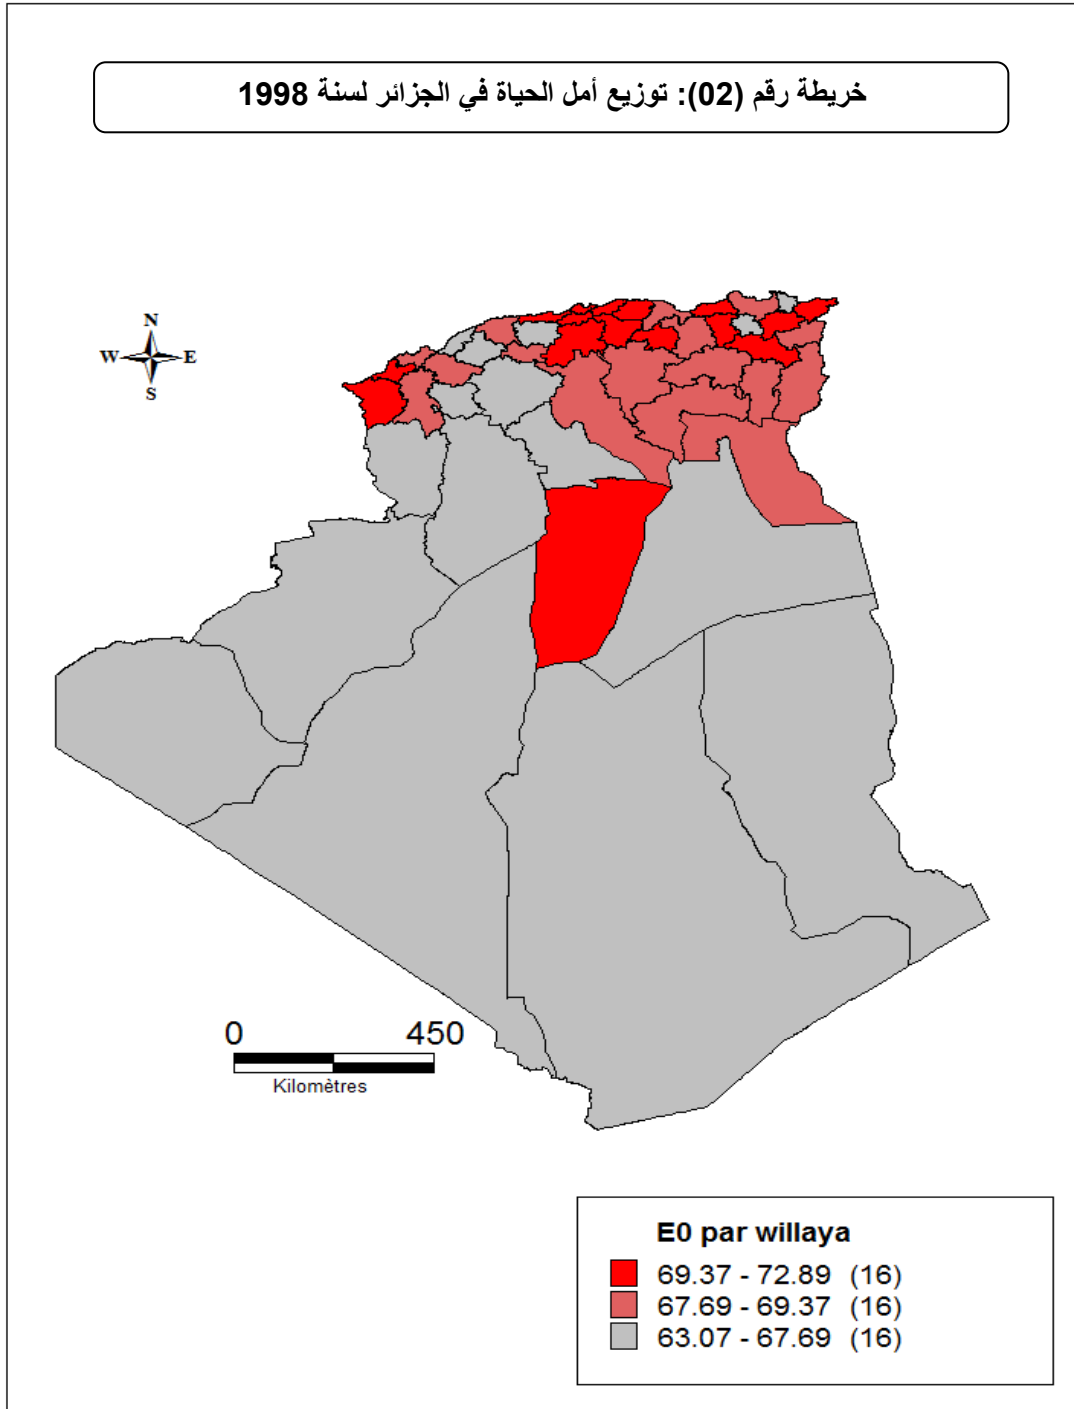 خريطة رقم (02): توزيع أمل الحياة في الجزائر لسنة 1998
N
W E
S
0 450
Kilomètres
E0 par willaya
69.37 - 72.89 (16)
67.69 - 69.37 (16)
63.07 - 67.69 (16)